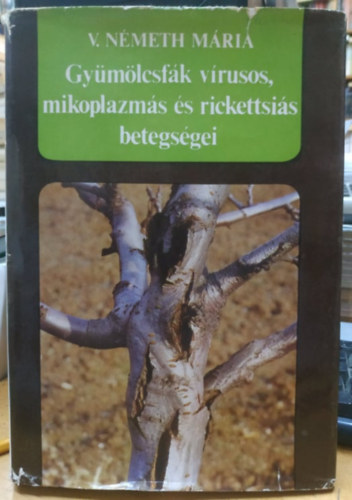 V. NÉMETH MÁRIA
Gyümölcsfák vírusos,
mikoplazmás és rickettsiás
betegségei